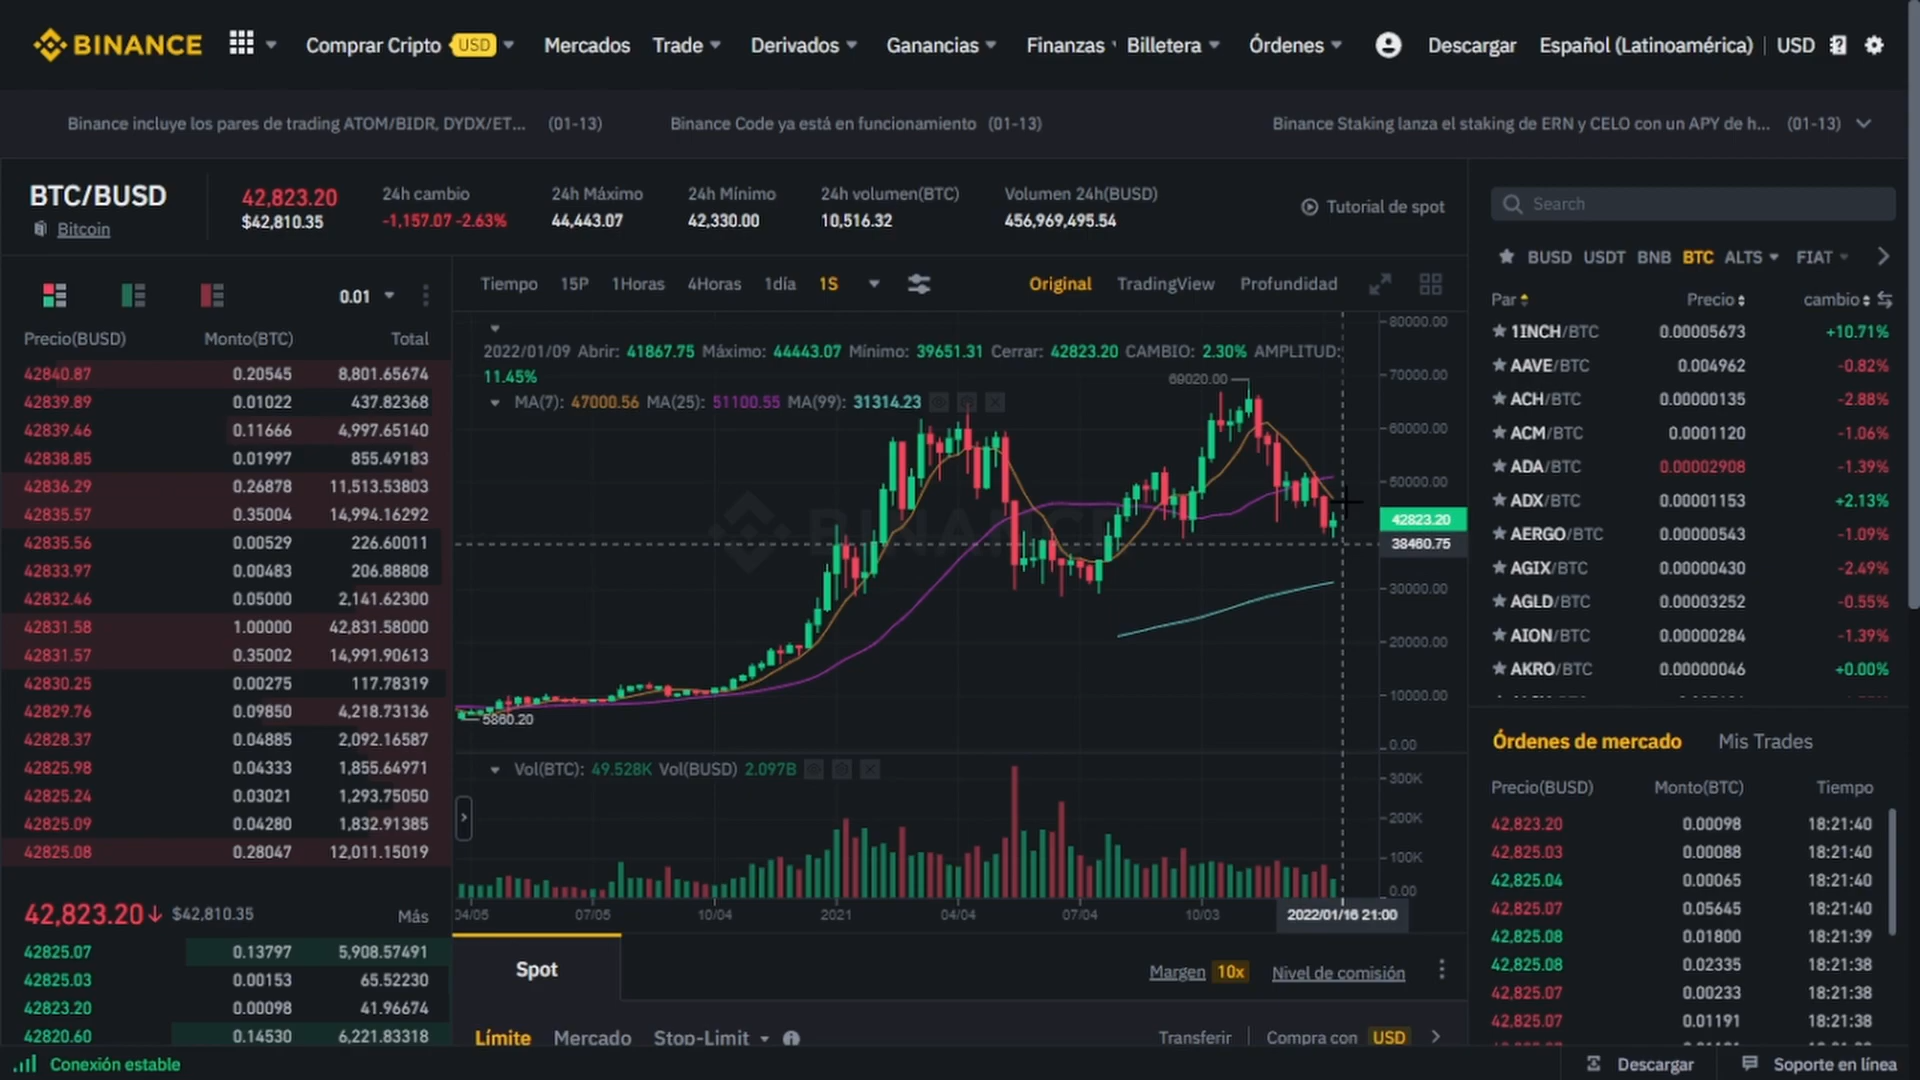 BINANCE
Comprar Cripto USD
Mercados
Trade
Derivados
Ganancias
Finanzas
Billetera
Órdenes
Descargar
Español (Latinoamérica)
USD
Binance incluye los pares de trading ATOM/BIDR, DYDX/ET... (01-13)
Binance Code ya está en funcionamiento (01-13)
Binance Staking lanza el staking de ERN y CELO con un APY de h... (01-13)
BTC/BUSD
Bitcoin
42,823.20
$42,810.35
24h cambio
-1,157.07 -2.63%
24h Máximo
44,443.07
24h Mínimo
42,330.00
24h volumen(BTC)
10,516.32
Volumen 24h(BUSD)
456,969,495.54
Tutorial de spot
0.01
Precio(BUSD) Monto(BTC) Total
42840.87 0.20545 8,801.65674
42839.89 0.01022 437.82368
42839.46 0.11666 4,997.65140
42838.85 0.01997 855.49183
42836.29 0.26878 11,513.53803
42835.57 0.35004 14,994.16292
42835.56 0.00529 226.60011
42833.97 0.00483 206.88808
42832.46 0.05000 2,141.62300
42831.58 1.00000 42,831.58000
42831.57 0.35002 14,991.90613
42830.25 0.00275 117.78319
42829.76 0.09850 4,218.73136
42828.37 0.04885 2,092.16587
42825.98 0.04333 1,855.64971
42825.24 0.03021 1,293.75050
42825.09 0.04280 1,832.91385
42825.08 0.28047 12,011.15019
42,823.20↓ $42,810.35 Más
42825.07 0.13797 5,908.57491
42825.03 0.00153 65.52230
42823.20 0.00098 41.96674
42820.60 0.14530 6,221.83318
Tiempo 15P 1Horas 4Horas 1día 1S
Original TradingView Profundidad
2022/01/09 Abrir: 41867.75 Máximo: 44443.07 Mínimo: 39651.31 Cerrar: 42823.20 CAMBIO: 2.30% AMPLITUD:
11.45%
MA(7): 47000.56 MA(25): 51100.55 MA(99): 31314.23
69020.00
BINANCE
5860.20
80000.00
70000.00
60000.00
50000.00
42823.20
38460.75
30000.00
20000.00
10000.00
0.00
Vol(BTC): 49.528K Vol(BUSD) 2.097B
300K
200K
100K
0.00
04/05 07/05 10/04 2021 04/04 07/04 10/03 2022/01/16 21:00
Spot
Margen 10x
Nivel de comisión
Límite Mercado Stop-Limit
Transferir
Compra con USD
Search
BUSD USDT BNB BTC ALTS FIAT
Par Precio cambio
1INCH/BTC 0.00005673 +10.71%
AAVE/BTC 0.004962 -0.82%
ACH/BTC 0.00000135 -2.88%
ACM/BTC 0.0001120 -1.06%
ADA/BTC 0.00002908 -1.39%
ADX/BTC 0.00001153 +2.13%
AERGO/BTC 0.00000543 -1.09%
AGIX/BTC 0.00000430 -2.49%
AGLD/BTC 0.00003252 -0.55%
AION/BTC 0.00000284 -1.39%
AKRO/BTC 0.00000046 +0.00%
Órdenes de mercado Mis Trades
Precio(BUSD) Monto(BTC) Tiempo
42,823.20 0.00098 18:21:40
42,825.03 0.00088 18:21:40
42,825.04 0.00065 18:21:40
42,825.07 0.05645 18:21:40
42,825.08 0.01800 18:21:39
42,825.08 0.02335 18:21:38
42,825.07 0.00233 18:21:38
42,825.07 0.01191 18:21:38
Conexión estable
Descargar
Soporte en línea